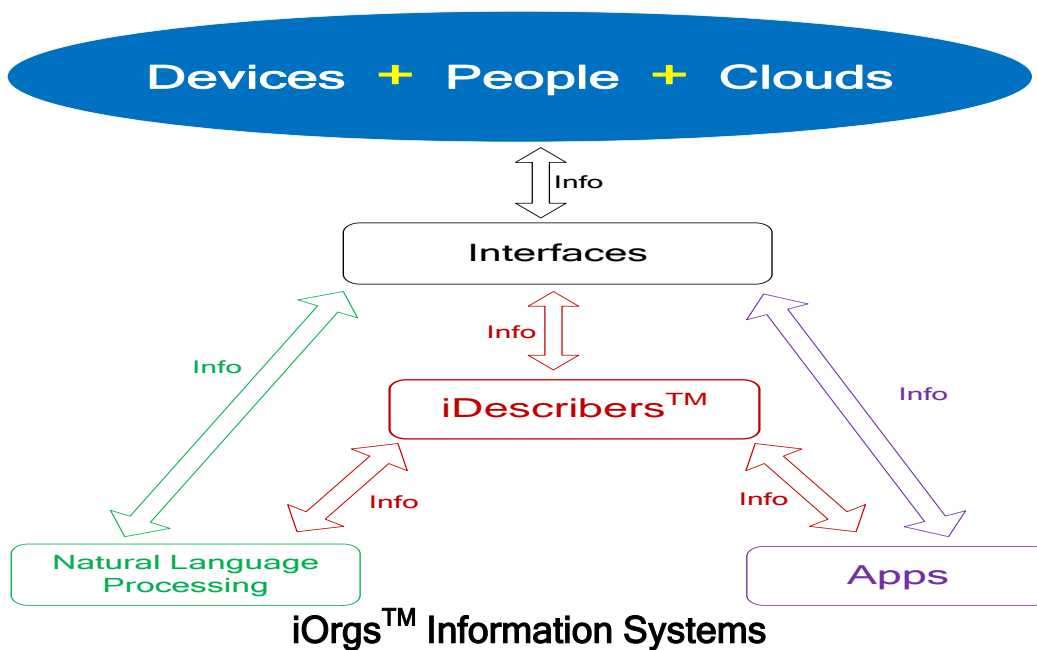 Devices + People + Clouds
Info
Interfaces
Info
Info
Info
iDescribers™
Info
Info
Natural Language
Processing
Apps
iOrgs™ Information Systems